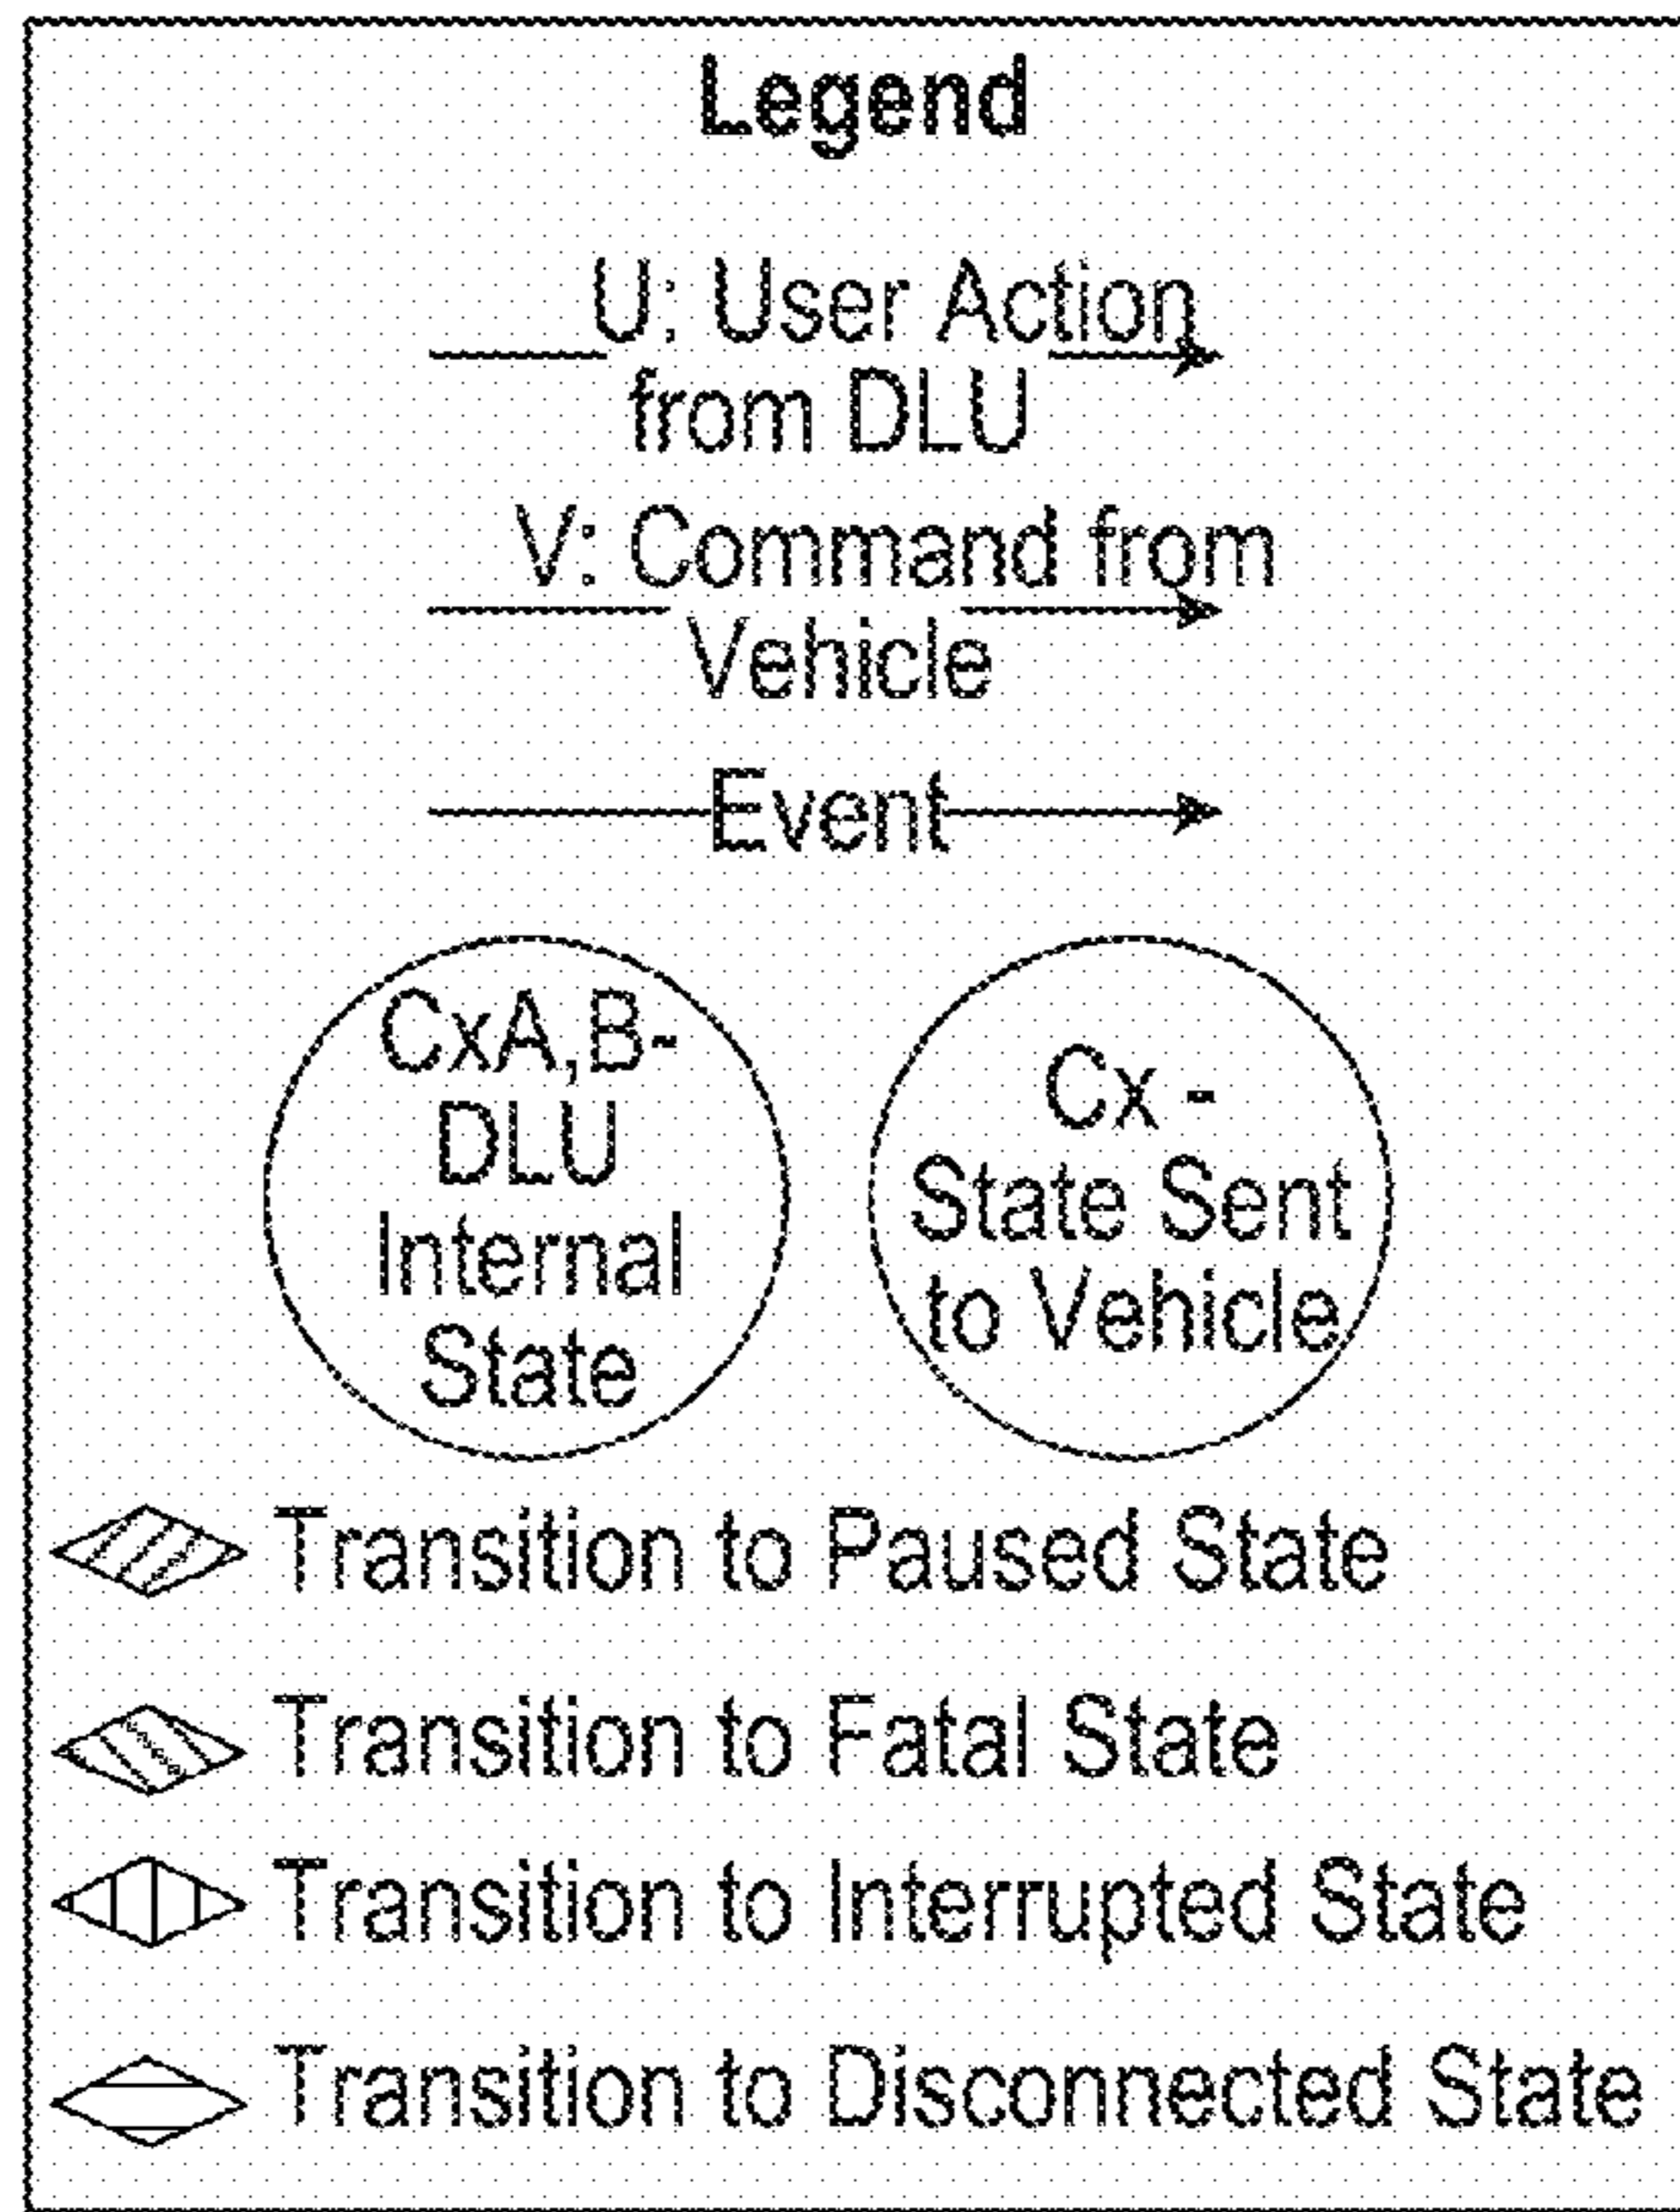 Legend
U: User Action
from DLU
V: Command from
Vehicle
Event
CxA,B-
DLU
Internal
State
Cx -
State Sent
to Vehicle
Transition to Paused State
Transition to Fatal State
Transition to Interrupted State
Transition to Disconnected State